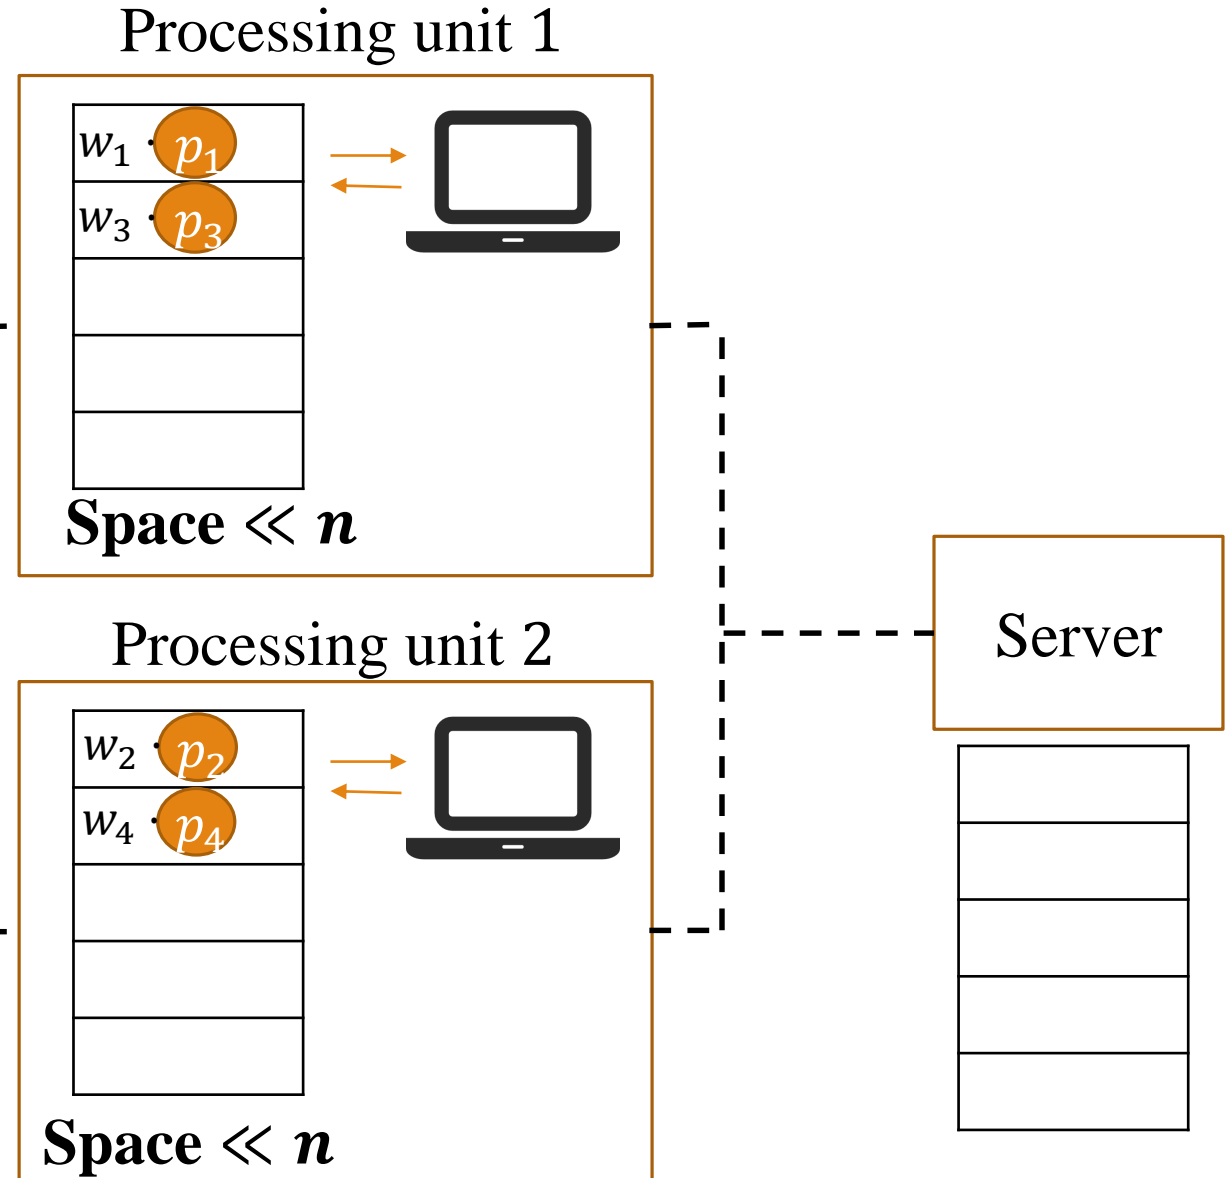 Processing unit 1
w₁ · p₁
w₃ · p₃
Space ≪ n
Processing unit 2
w₂ · p₂
w₄ · p₄
Space ≪ n
Server